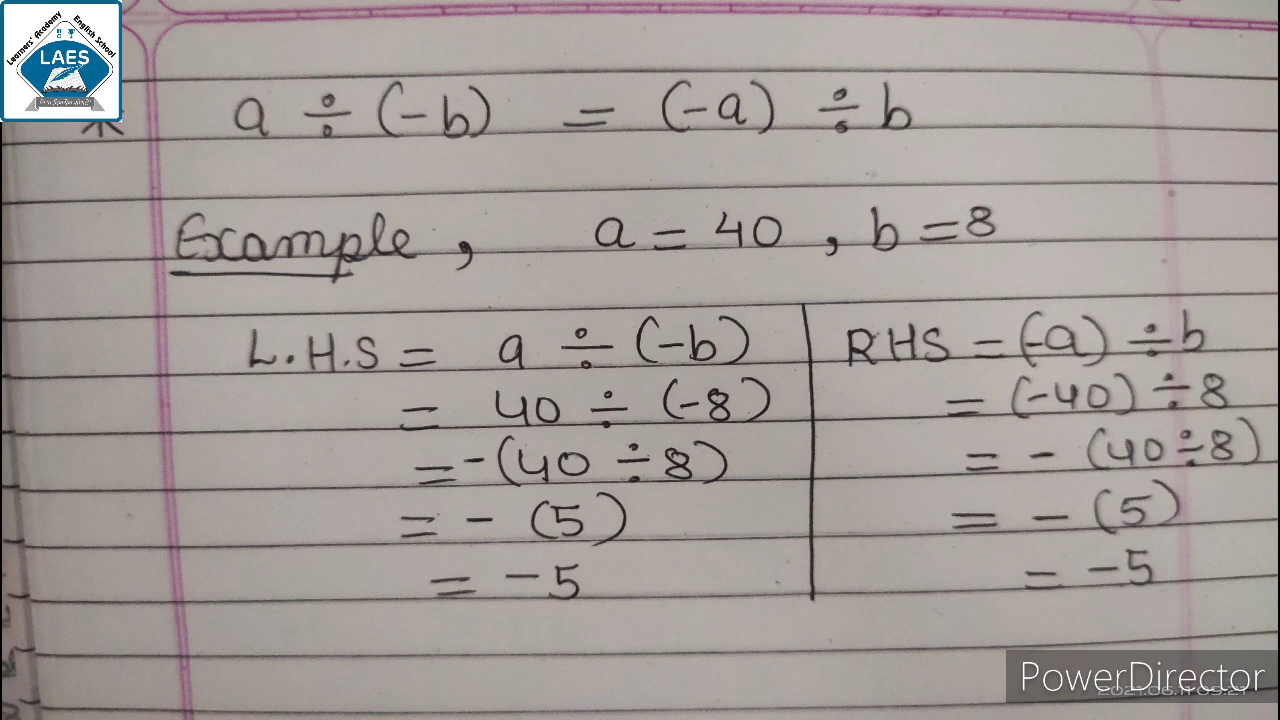 Learners' Academy English School
LAES
* a ÷ (-b) = (-a) ÷ b
Example, a = 40 , b = 8
L.H.S = a ÷ (-b) RHS = (-a) ÷ b
= 40 ÷ (-8) = (-40) ÷ 8
= -(40 ÷ 8) = - (40 ÷ 8)
= - (5) = - (5)
= -5 = -5
PowerDirector